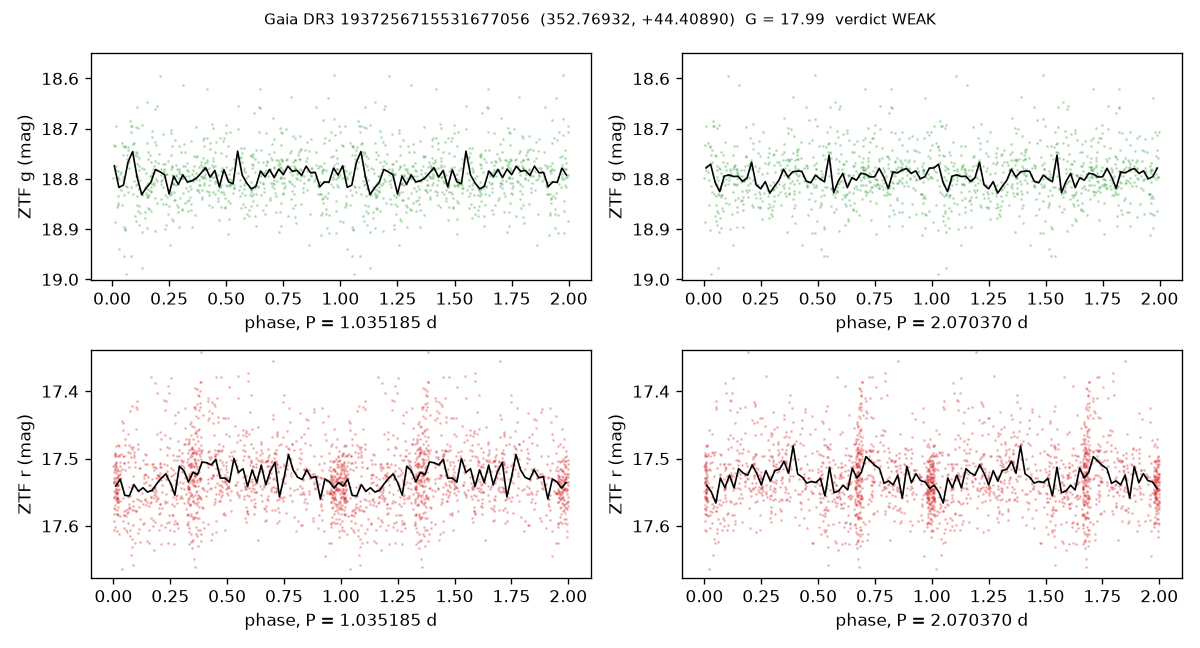 Gaia DR3 1937256715531677056  (352.76932, +44.40890)  G = 17.99  verdict WEAK
18.6
18.7
18.8
18.9
19.0
ZTF g (mag)
0.00 0.25 0.50 0.75 1.00 1.25 1.50 1.75 2.00
phase, P = 1.035185 d
18.6
18.7
18.8
18.9
19.0
ZTF g (mag)
0.00 0.25 0.50 0.75 1.00 1.25 1.50 1.75 2.00
phase, P = 2.070370 d
17.4
17.5
17.6
ZTF r (mag)
0.00 0.25 0.50 0.75 1.00 1.25 1.50 1.75 2.00
phase, P = 1.035185 d
17.4
17.5
17.6
ZTF r (mag)
0.00 0.25 0.50 0.75 1.00 1.25 1.50 1.75 2.00
phase, P = 2.070370 d